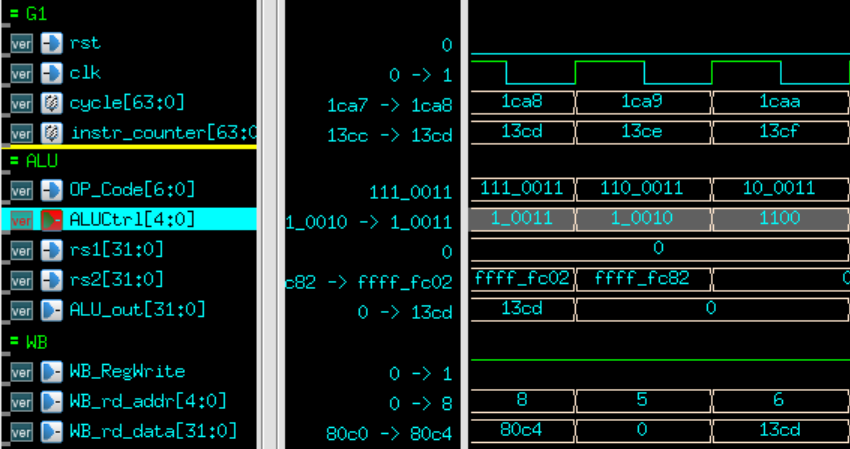 = G1
ver rst 0
ver clk 0 -> 1
ver cycle[63:0] 1ca7 -> 1ca8 1ca8 1ca9 1caa
ver instr_counter[63:0 13cc -> 13cd 13cd 13ce 13cf
= ALU
ver OP_Code[6:0] 111_0011 111_0011 110_0011 10_0011
ver ALUCtrl[4:0] 1_0010 -> 1_0011 1_0011 1_0010 1100
ver rs1[31:0] 0 0
ver rs2[31:0] c82 -> ffff_fc02 ffff_fc02 ffff_fc82 0
ver ALU_out[31:0] 0 -> 13cd 13cd 0
= WB
ver WB_RegWrite 0 -> 1
ver WB_rd_addr[4:0] 0 -> 8 8 5 6
ver WB_rd_data[31:0] 80c0 -> 80c4 80c4 0 13cd